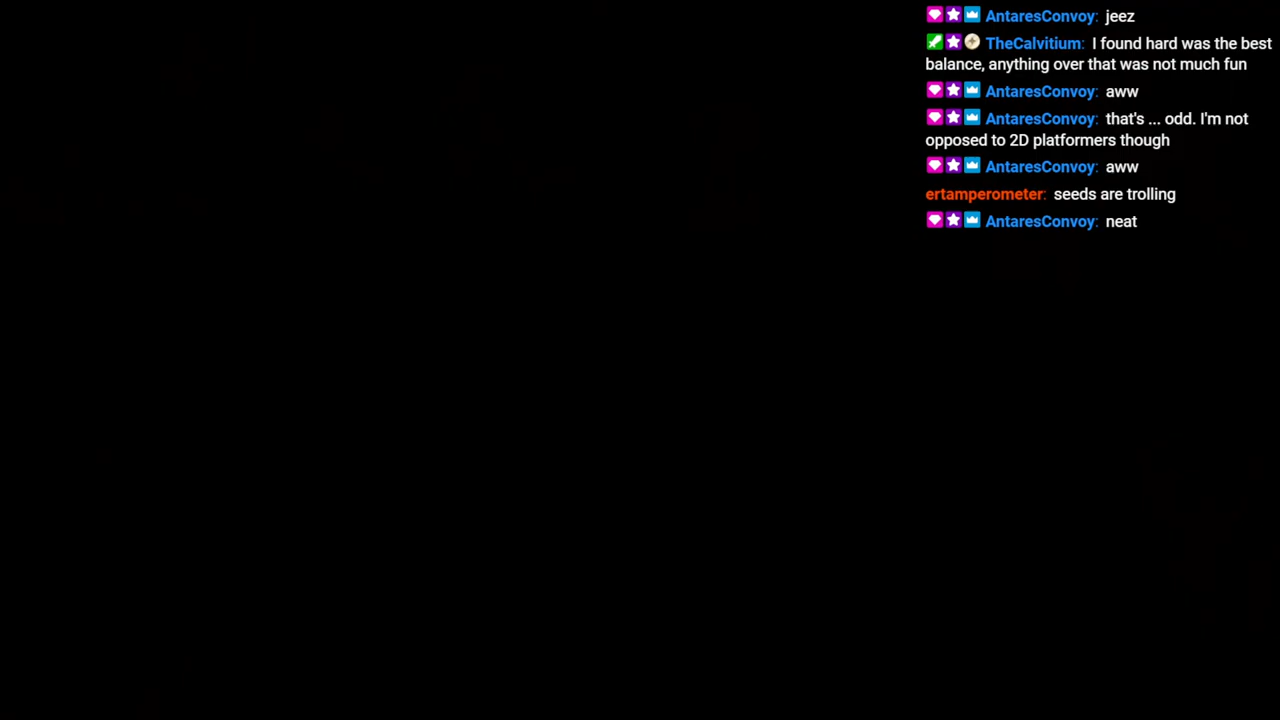 AntaresConvoy: jeez
TheCalvitium: I found hard was the best
balance, anything over that was not much fun
AntaresConvoy: aww
AntaresConvoy: that's ... odd. I'm not
opposed to 2D platformers though
AntaresConvoy: aww
ertamperometer: seeds are trolling
AntaresConvoy: neat